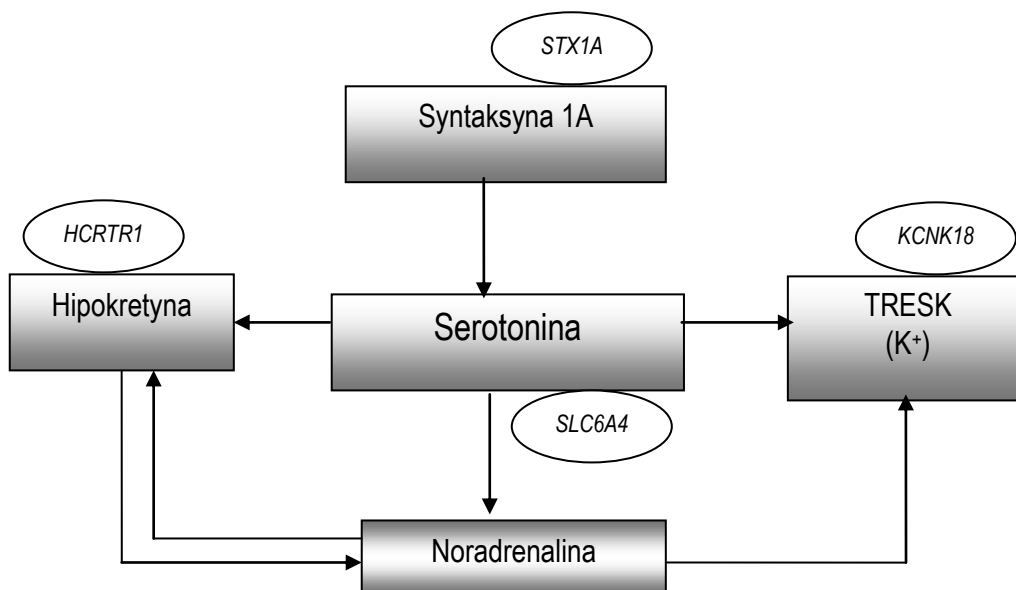 STX1A
Syntaksyna 1A
HCRTR1
Hipokretyna
Serotonina
KCNK18
TRESK
(K⁺)
SLC6A4
Noradrenalina